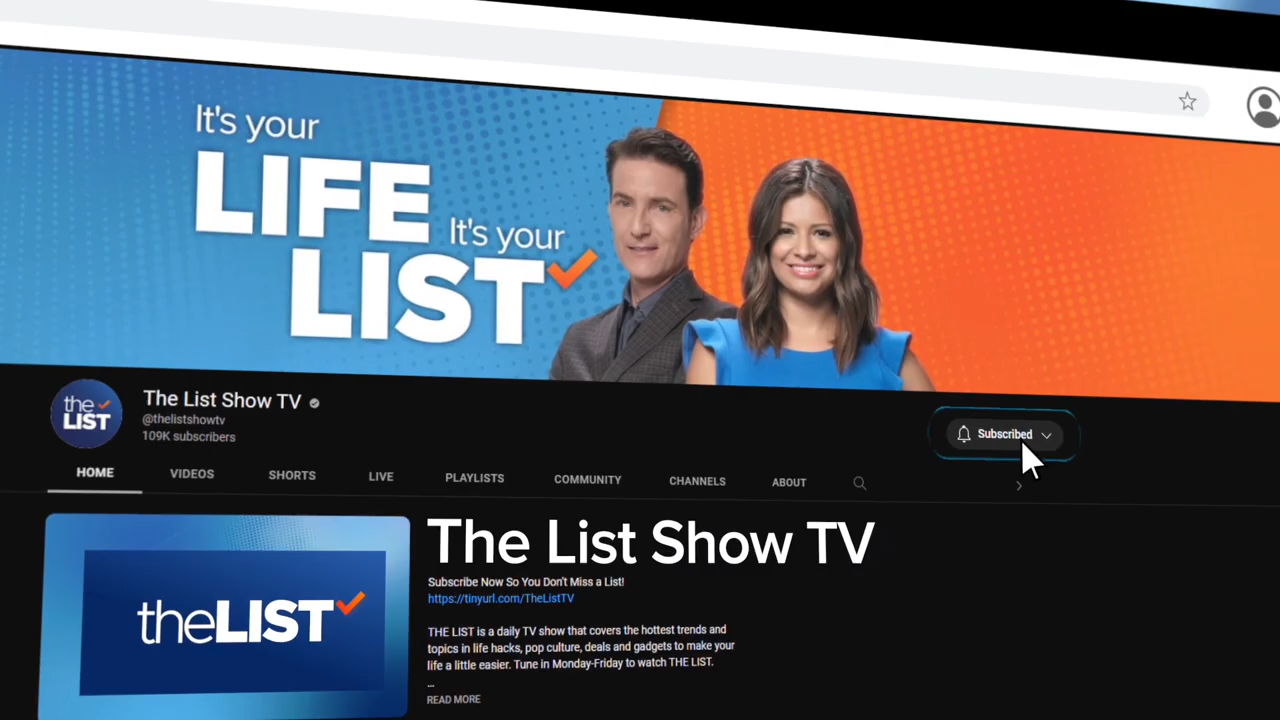 It's your
LIFE
It's your
LIST
the
LIST
The List Show TV
@thelistshowtv
109K subscribers
Subscribed
HOME
VIDEOS
SHORTS
LIVE
PLAYLISTS
COMMUNITY
CHANNELS
ABOUT
theLIST
The List Show TV
Subscribe Now So You Don't Miss a List!
https://tinyurl.com/TheListTV
THE LIST is a daily TV show that covers the hottest trends and
topics in life hacks, pop culture, deals and gadgets to make your
life a little easier. Tune in Monday-Friday to watch THE LIST.
...
READ MORE